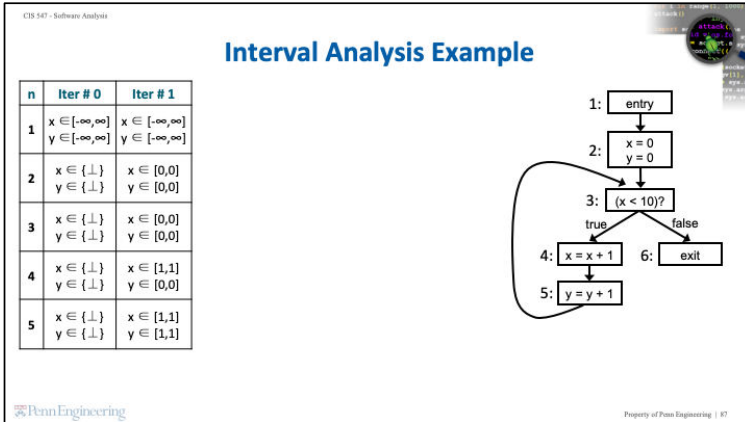 CIS 547 - Software Analysis
Interval Analysis Example
n Iter # 0 Iter # 1
1 x ∈[-∞,∞] x ∈ [-∞,∞]
y ∈[-∞,∞] y ∈ [-∞,∞]
2 x ∈ {⊥} x ∈ [0,0]
y ∈ {⊥} y ∈ [0,0]
3 x ∈ {⊥} x ∈ [0,0]
y ∈ {⊥} y ∈ [0,0]
4 x ∈ {⊥} x ∈ [1,1]
y ∈ {⊥} y ∈ [0,0]
5 x ∈ {⊥} x ∈ [1,1]
y ∈ {⊥} y ∈ [1,1]
1: entry
2: x = 0
y = 0
3: (x < 10)?
true false
4: x = x + 1 6: exit
5: y = y + 1
Penn Engineering
Property of Penn Engineering | 87